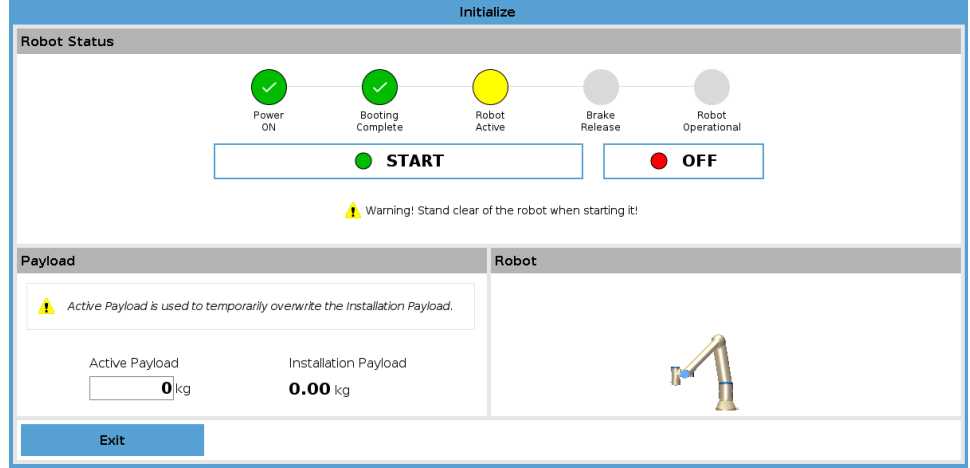 Initialize
Robot Status
Power
ON
Booting
Complete
Robot
Active
Brake
Release
Robot
Operational
START
OFF
Warning! Stand clear of the robot when starting it!
Payload
Robot
Active Payload is used to temporarily overwrite the Installation Payload.
Active Payload
Installation Payload
0 kg
0.00 kg
Exit